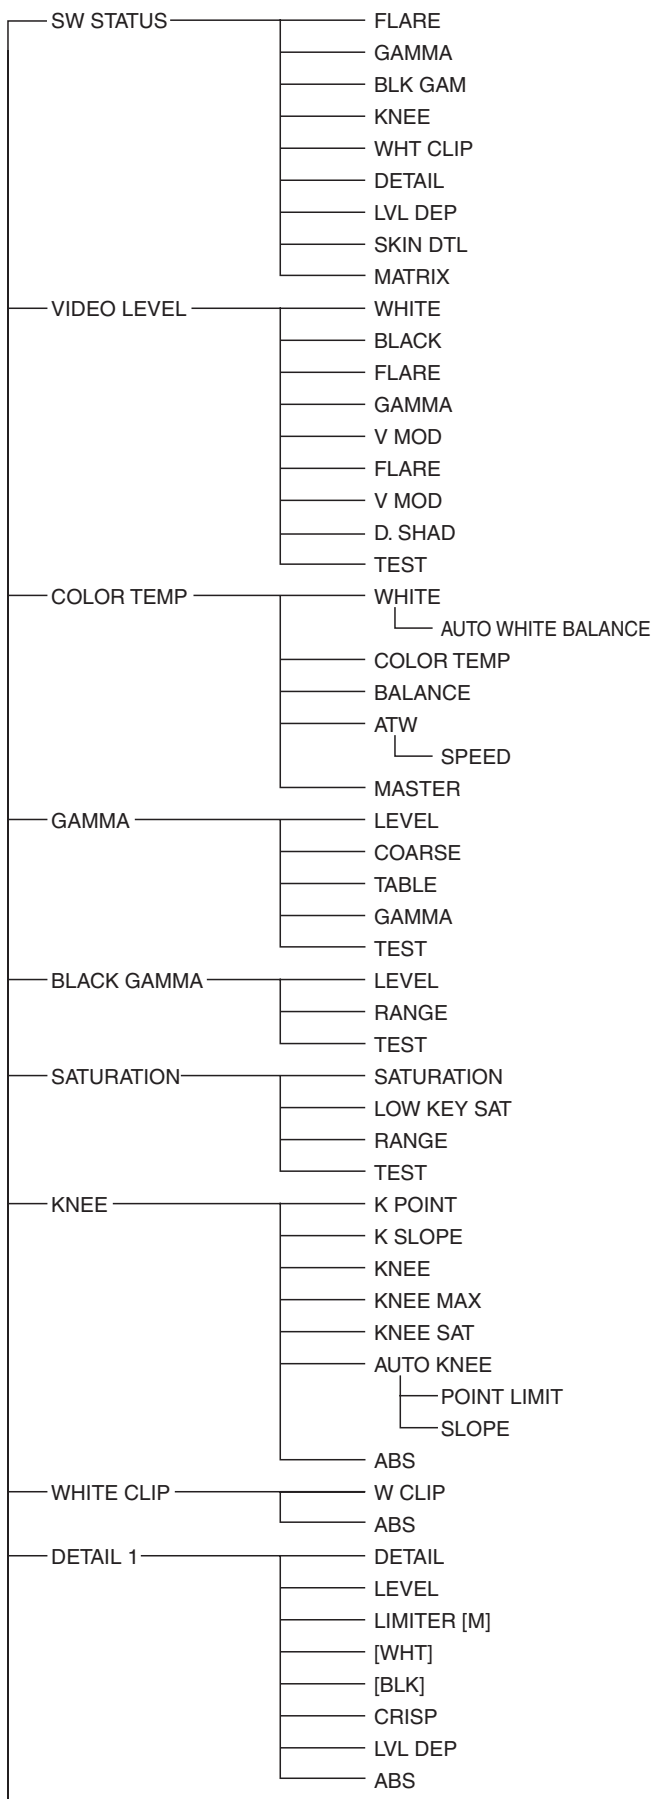 SW STATUS FLARE
GAMMA
BLK GAM
KNEE
WHT CLIP
DETAIL
LVL DEP
SKIN DTL
MATRIX
VIDEO LEVEL WHITE
BLACK
FLARE
GAMMA
V MOD
FLARE
V MOD
D. SHAD
TEST
COLOR TEMP WHITE
AUTO WHITE BALANCE
COLOR TEMP
BALANCE
ATW
SPEED
MASTER
GAMMA LEVEL
COARSE
TABLE
GAMMA
TEST
BLACK GAMMA LEVEL
RANGE
TEST
SATURATION SATURATION
LOW KEY SAT
RANGE
TEST
KNEE K POINT
K SLOPE
KNEE
KNEE MAX
KNEE SAT
AUTO KNEE
POINT LIMIT
SLOPE
ABS
WHITE CLIP W CLIP
ABS
DETAIL 1 DETAIL
LEVEL
LIMITER [M]
[WHT]
[BLK]
CRISP
LVL DEP
ABS